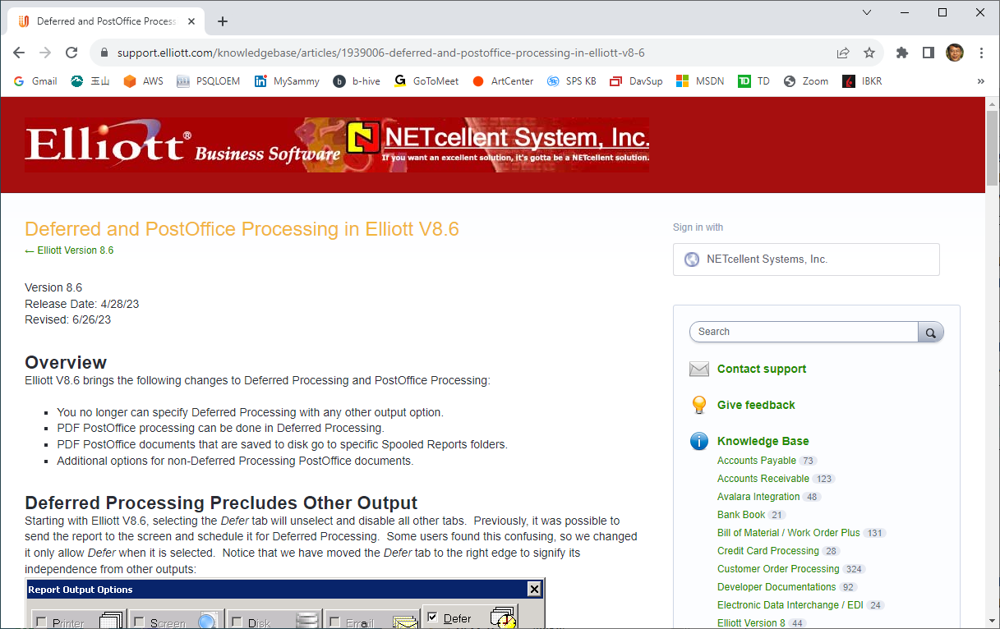 Deferred and PostOffice Process
support.elliott.com/knowledgebase/articles/1939006-deferred-and-postoffice-processing-in-elliott-v8-6
Gmail 玉山 AWS PSQLOEM MySammy b-hive GoToMeet ArtCenter SPS KB DavSup MSDN TD Zoom IBKR »
Elliott® Business Software NETcellent System, Inc.
If you want an excellent solution, it's gotta be a NETcellent solution.
Deferred and PostOffice Processing in Elliott V8.6
← Elliott Version 8.6
Version 8.6
Release Date: 4/28/23
Revised: 6/26/23
Overview
Elliott V8.6 brings the following changes to Deferred Processing and PostOffice Processing:
▪ You no longer can specify Deferred Processing with any other output option.
▪ PDF PostOffice processing can be done in Deferred Processing.
▪ PDF PostOffice documents that are saved to disk go to specific Spooled Reports folders.
▪ Additional options for non-Deferred Processing PostOffice documents.
Deferred Processing Precludes Other Output
Starting with Elliott V8.6, selecting the Defer tab will unselect and disable all other tabs.  Previously, it was possible to
send the report to the screen and schedule it for Deferred Processing.  Some users found this confusing, so we changed
it only allow Defer when it is selected.  Notice that we have moved the Defer tab to the right edge to signify its
independence from other outputs:
Report Output Options
Printer Screen Disk Email Defer
Sign in with
NETcellent Systems, Inc.
Search
Contact support
Give feedback
Knowledge Base
Accounts Payable 73
Accounts Receivable 123
Avalara Integration 48
Bank Book 21
Bill of Material / Work Order Plus 131
Credit Card Processing 28
Customer Order Processing 324
Developer Documentations 92
Electronic Data Interchange / EDI 24
Elliott Version 8 44